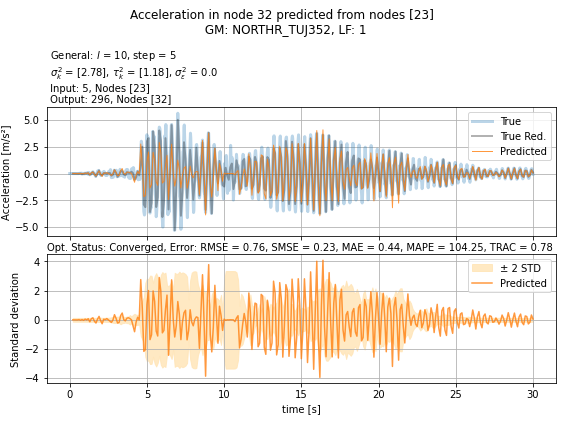 Acceleration in node 32 predicted from nodes [23]
GM: NORTHR_TUJ352, LF: 1
General: l = 10, step = 5
σ²ₖ = [2.78], τ²ₖ = [1.18], σ²ₑ = 0.0
Input: 5, Nodes [23]
Output: 296, Nodes [32]
Acceleration [m/s²]
5.0
2.5
0.0
−2.5
−5.0
True
True Red.
Predicted
Opt. Status: Converged, Error: RMSE = 0.76, SMSE = 0.23, MAE = 0.44, MAPE = 104.25, TRAC = 0.78
Standard deviation
4
2
0
−2
−4
± 2 STD
Predicted
0 5 10 15 20 25 30
time [s]